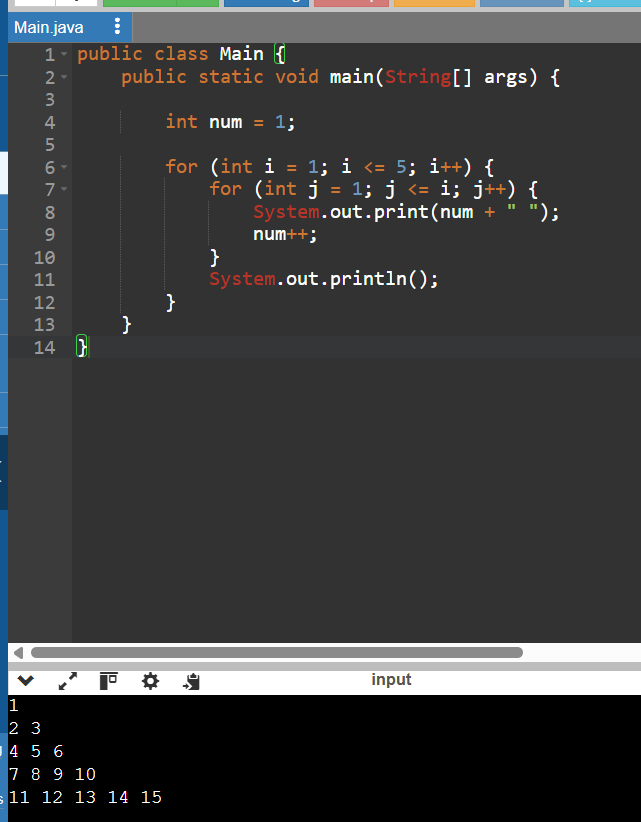 Main.java
1 public class Main {
2     public static void main(String[] args) {
3
4         int num = 1;
5
6         for (int i = 1; i <= 5; i++) {
7             for (int j = 1; j <= i; j++) {
8                 System.out.print(num + " ");
9                 num++;
10             }
11             System.out.println();
12         }
13     }
14 }
input
1
2 3
4 5 6
7 8 9 10
11 12 13 14 15